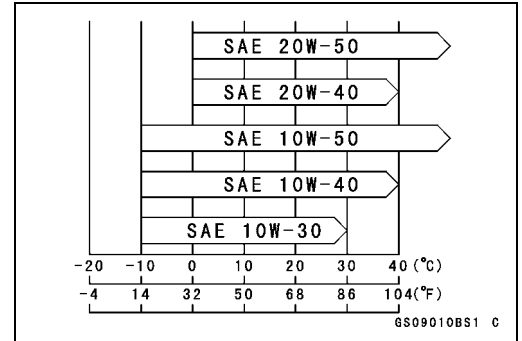 SAE 20W-50
SAE 20W-40
SAE 10W-50
SAE 10W-40
SAE 10W-30
-20 -10 0 10 20 30 40 (°C)
-4 14 32 50 68 86 104(°F)
GS09010BS1 C